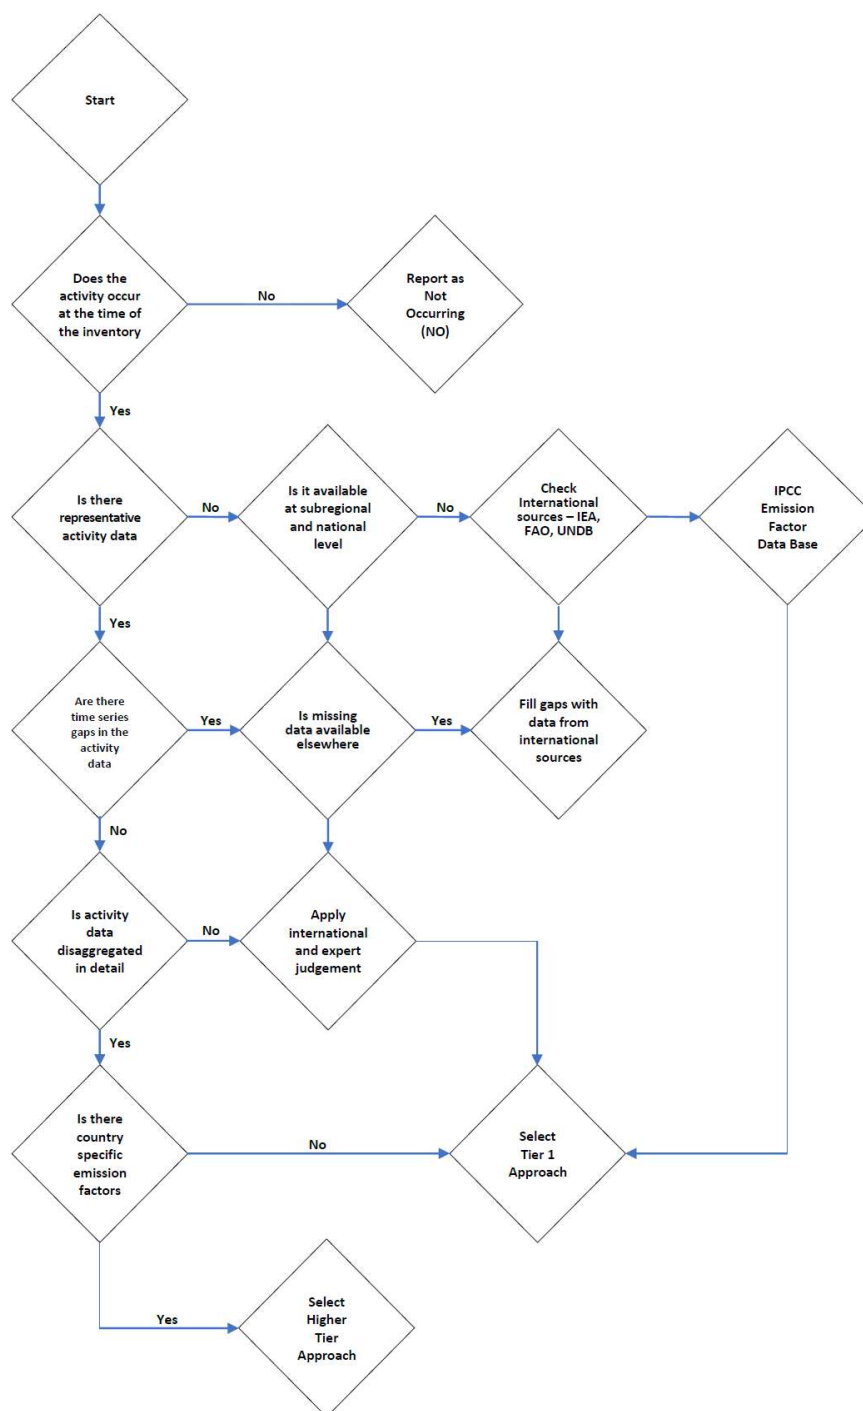 Start
Does the
activity occur
at the time of
the inventory
No
Report as
Not
Occurring
(NO)
Yes
Is there
representative
activity data
No
Is it available
at subregional
and national
level
No
Check
International
sources – IEA,
FAO, UNDB
IPCC
Emission
Factor
Data Base
Yes
Are there
time series
gaps in the
activity
data
Yes
Is missing
data available
elsewhere
Yes
Fill gaps with
data from
international
sources
No
Is activity
data
disaggregated
in detail
No
Apply
international
and expert
judgement
Yes
Is there
country
specific
emission
factors
No
Select
Tier 1
Approach
Yes
Select
Higher
Tier
Approach